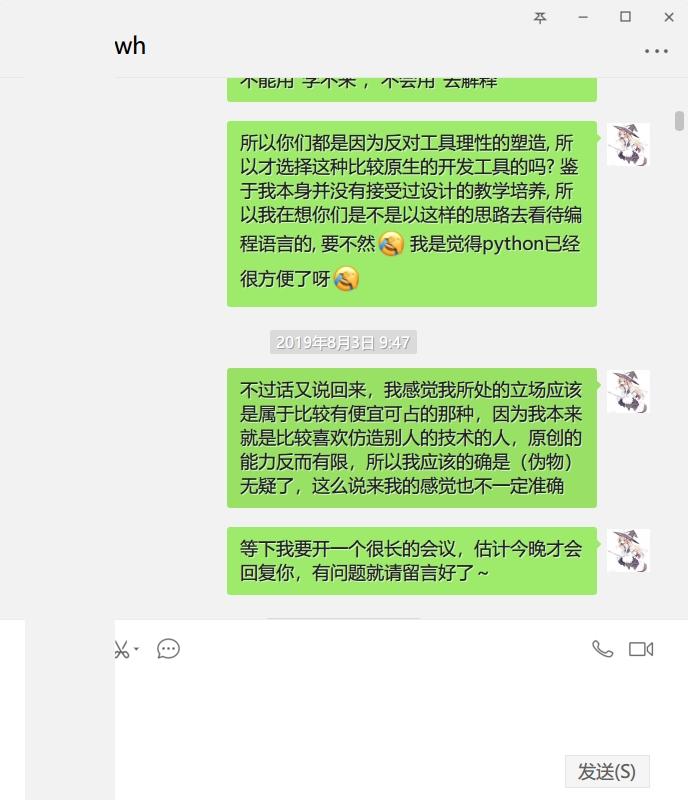 wh
不能用"学不来"，"不会用"去解释
所以你们都是因为反对工具理性的塑造, 所
以才选择这种比较原生的开发工具的吗? 鉴
于我本身并没有接受过设计的教学培养, 所
以我在想你们是不是以这样的思路去看待编
程语言的, 要不然🤦我是觉得python已经
很方便了呀🤦
2019年8月3日 9:47
不过话又说回来，我感觉我所处的立场应该
是属于比较有便宜可占的那种，因为我本来
就是比较喜欢仿造别人的技术的人，原创的
能力反而有限，所以我应该的确是（伪物）
无疑了，这么说来我的感觉也不一定准确
等下我要开一个很长的会议，估计今晚才会
回复你，有问题就请留言好了～
发送(S)